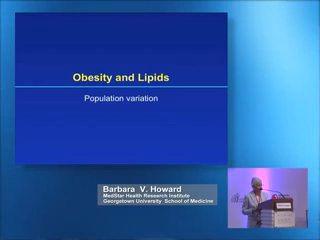 Obesity and Lipids
Population variation
Barbara V. Howard
MedStar Health Research Institute
Georgetown University School of Medicine